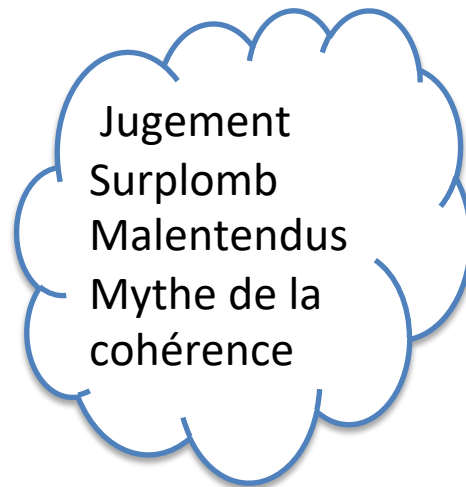 Jugement
Surplomb
Malentendus
Mythe de la
cohérence